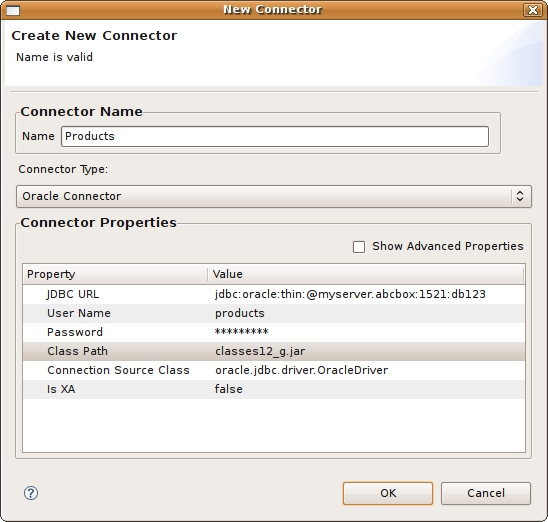 New Connector
Create New Connector
Name is valid
Connector Name
Name Products
Connector Type:
Oracle Connector
Connector Properties
Show Advanced Properties
Property Value
JDBC URL jdbc:oracle:thin:@myserver.abcbox:1521:db123
User Name products
Password *********
Class Path classes12_g.jar
Connection Source Class oracle.jdbc.driver.OracleDriver
Is XA false
? OK Cancel